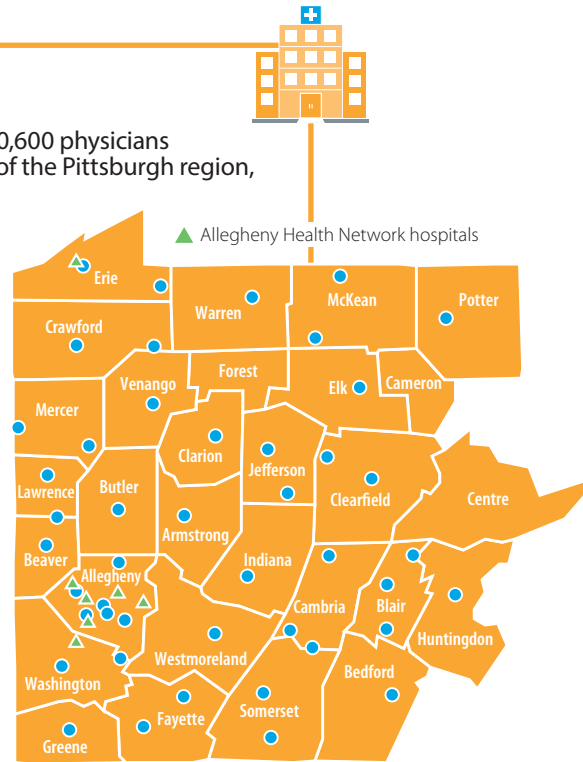 0,600 physicians
of the Pittsburgh region,
Allegheny Health Network hospitals
Erie
Warren
McKean
Potter
Crawford
Venango
Forest
Elk
Cameron
Mercer
Clarion
Jefferson
Clearfield
Centre
Lawrence
Butler
Armstrong
Beaver
Allegheny
Indiana
Cambria
Blair
Huntingdon
Westmoreland
Washington
Bedford
Fayette
Somerset
Greene